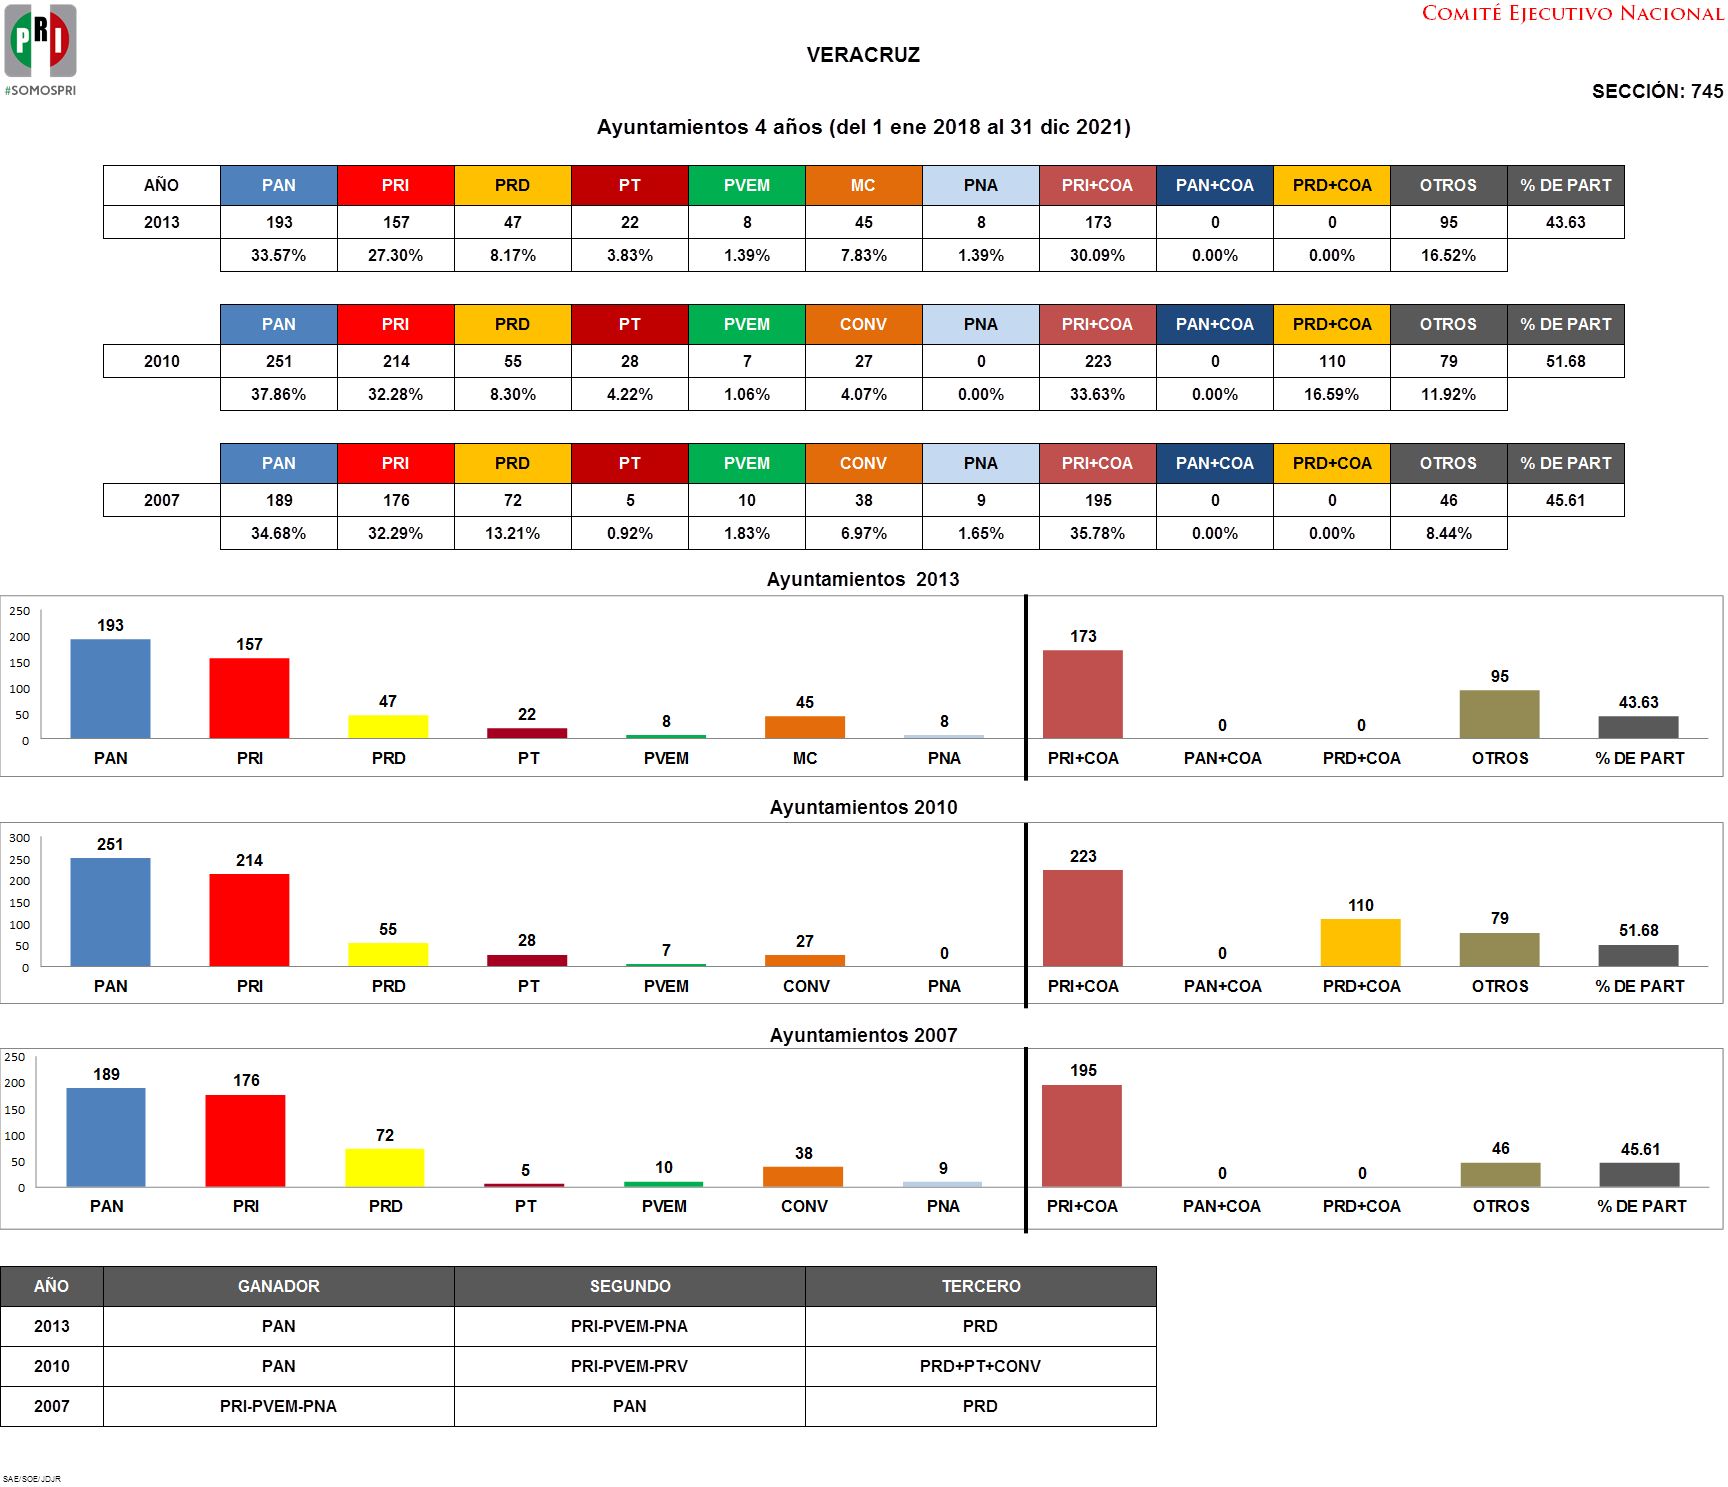 PRI
#SOMOSPRI
COMITÉ EJECUTIVO NACIONAL
VERACRUZ
SECCIÓN: 745
Ayuntamientos 4 años (del 1 ene 2018 al 31 dic 2021)
AÑO PAN PRI PRD PT PVEM MC PNA PRI+COA PAN+COA PRD+COA OTROS % DE PART
2013 193 157 47 22 8 45 8 173 0 0 95 43.63
33.57% 27.30% 8.17% 3.83% 1.39% 7.83% 1.39% 30.09% 0.00% 0.00% 16.52%
PAN PRI PRD PT PVEM CONV PNA PRI+COA PAN+COA PRD+COA OTROS % DE PART
2010 251 214 55 28 7 27 0 223 0 110 79 51.68
37.86% 32.28% 8.30% 4.22% 1.06% 4.07% 0.00% 33.63% 0.00% 16.59% 11.92%
PAN PRI PRD PT PVEM CONV PNA PRI+COA PAN+COA PRD+COA OTROS % DE PART
2007 189 176 72 5 10 38 9 195 0 0 46 45.61
34.68% 32.29% 13.21% 0.92% 1.83% 6.97% 1.65% 35.78% 0.00% 0.00% 8.44%
Ayuntamientos 2013
250
200
150
100
50
0
193 157 47 22 8 45 8 173 0 0 95 43.63
PAN PRI PRD PT PVEM MC PNA PRI+COA PAN+COA PRD+COA OTROS % DE PART
Ayuntamientos 2010
300
250
200
150
100
50
0
251 214 55 28 7 27 0 223 0 110 79 51.68
PAN PRI PRD PT PVEM CONV PNA PRI+COA PAN+COA PRD+COA OTROS % DE PART
Ayuntamientos 2007
250
200
150
100
50
0
189 176 72 5 10 38 9 195 0 0 46 45.61
PAN PRI PRD PT PVEM CONV PNA PRI+COA PAN+COA PRD+COA OTROS % DE PART
AÑO GANADOR SEGUNDO TERCERO
2013 PAN PRI-PVEM-PNA PRD
2010 PAN PRI-PVEM-PRV PRD+PT+CONV
2007 PRI-PVEM-PNA PAN PRD
SAE/SOE/JDJR